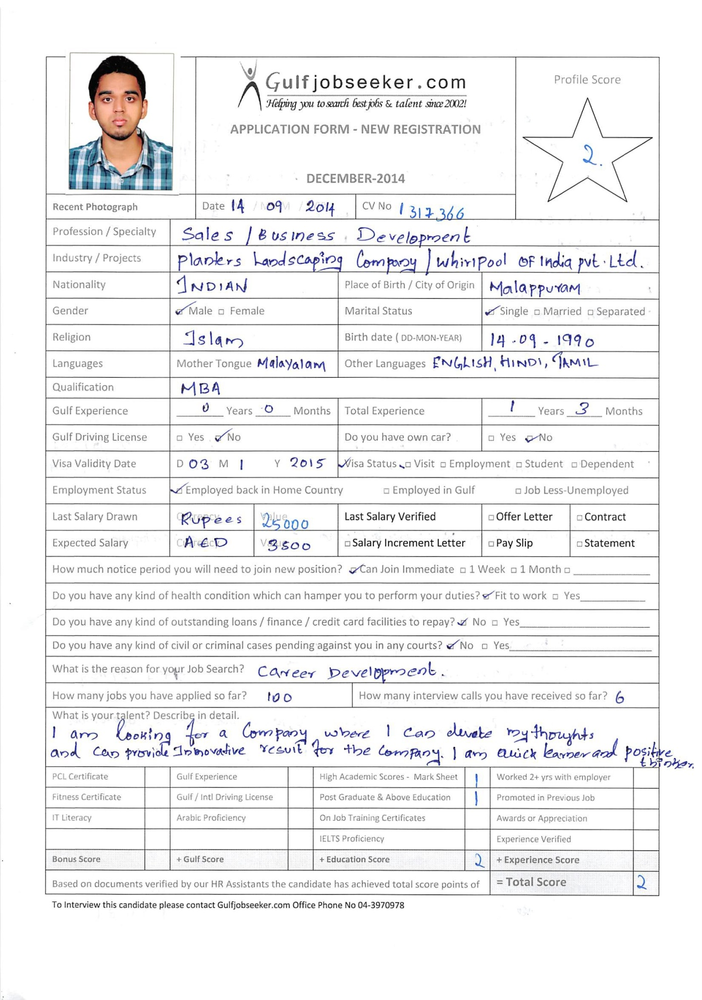 Gulfjobseeker.com
Helping you to search best jobs & talent since 2002!
APPLICATION FORM - NEW REGISTRATION
DECEMBER-2014
Profile Score
2.
Recent Photograph
Date 14 / 09 / 2014 CV No 1317366
Profession / Specialty Sales / Business Development
Industry / Projects Planters Landscaping Company / Whirlpool OF India pvt. Ltd.
Nationality INDIAN Place of Birth / City of Origin Malappuram
Gender Male Female Marital Status Single Married Separated
Religion Islam Birth date ( DD-MON-YEAR) 14.09-1990
Languages Mother Tongue Malayalam Other Languages ENGLISH, HINDI, TAMIL
Qualification MBA
Gulf Experience 0 Years 0 Months Total Experience 1 Years 3 Months
Gulf Driving License Yes No Do you have own car? Yes No
Visa Validity Date D 03 M 1 Y 2015 Visa Status Visit Employment Student Dependent
Employment Status Employed back in Home Country Employed in Gulf Job Less-Unemployed
Last Salary Drawn Currency Rupees Value 25000 Last Salary Verified Offer Letter Contract
Expected Salary Currency AED Value 3500 Salary Increment Letter Pay Slip Statement
How much notice period you will need to join new position? Can Join Immediate 1 Week 1 Month
Do you have any kind of health condition which can hamper you to perform your duties? Fit to work Yes
Do you have any kind of outstanding loans / finance / credit card facilities to repay? No Yes
Do you have any kind of civil or criminal cases pending against you in any courts? No Yes
What is the reason for your Job Search? Career Development.
How many jobs you have applied so far? 100 How many interview calls you have received so far? 6
What is your talent? Describe in detail.
I am looking for a Company where I can devote my thoughts
and can provide Innovative result for the company. I am quick learner and positive
thinker.
PCL Certificate Gulf Experience High Academic Scores - Mark Sheet 1 Worked 2+ yrs with employer
Fitness Certificate Gulf / Intl Driving License Post Graduate & Above Education 1 Promoted in Previous Job
IT Literacy Arabic Proficiency On Job Training Certificates Awards or Appreciation
IELTS Proficiency Experience Verified
Bonus Score + Gulf Score + Education Score 2 + Experience Score
Based on documents verified by our HR Assistants the candidate has achieved total score points of = Total Score 2
To Interview this candidate please contact Gulfjobseeker.com Office Phone No 04-3970978